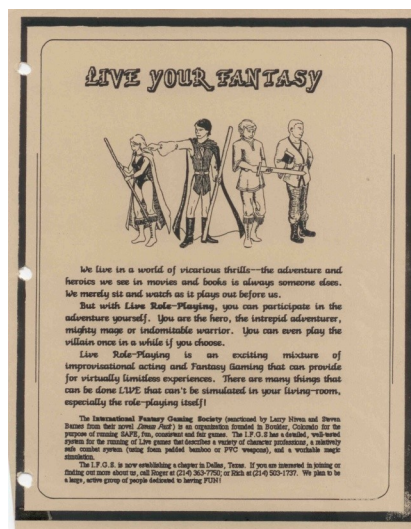 LIVE YOUR FANTASY
We live in a world of vicarious thrills--the adventure and
heroics we see in movies and books is always someone elses.
We merely sit and watch as it plays out before us.
But with Live Role-Playing, you can participate in the
adventure yourself. You are the hero, the intrepid adventurer,
mighty mage or indomitable warrior. You can even play the
villain once in a while if you choose.
Live Role-Playing is an exciting mixture of
improvisational acting and Fantasy Gaming that can provide
for virtually limitless experiences. There are many things that
can be done LIVE that can't be simulated in your living-room,
especially the role-playing itself!
The International Fantasy Gaming Society (sanctioned by Larry Niven and Steven
Barnes from their novel Dream Park) is an organization founded in Boulder, Colorado for the
purpose of running SAFE, fun, consistent and fair games. The I.F.G.S has a detailed, well-tested
system for the running of Live games that describes a variety of character professions, a relatively
safe combat system (using foam padded bamboo or PVC weapons), and a workable magic
simulation.
The I.F.G.S. is now establishing a chapter in Dallas, Texas. If you are interested in joining or
finding out more about us, call Roger at (214) 363-7750; or Rich at (214) 503-1737. We plan to be
a large, active group of people dedicated to having FUN!